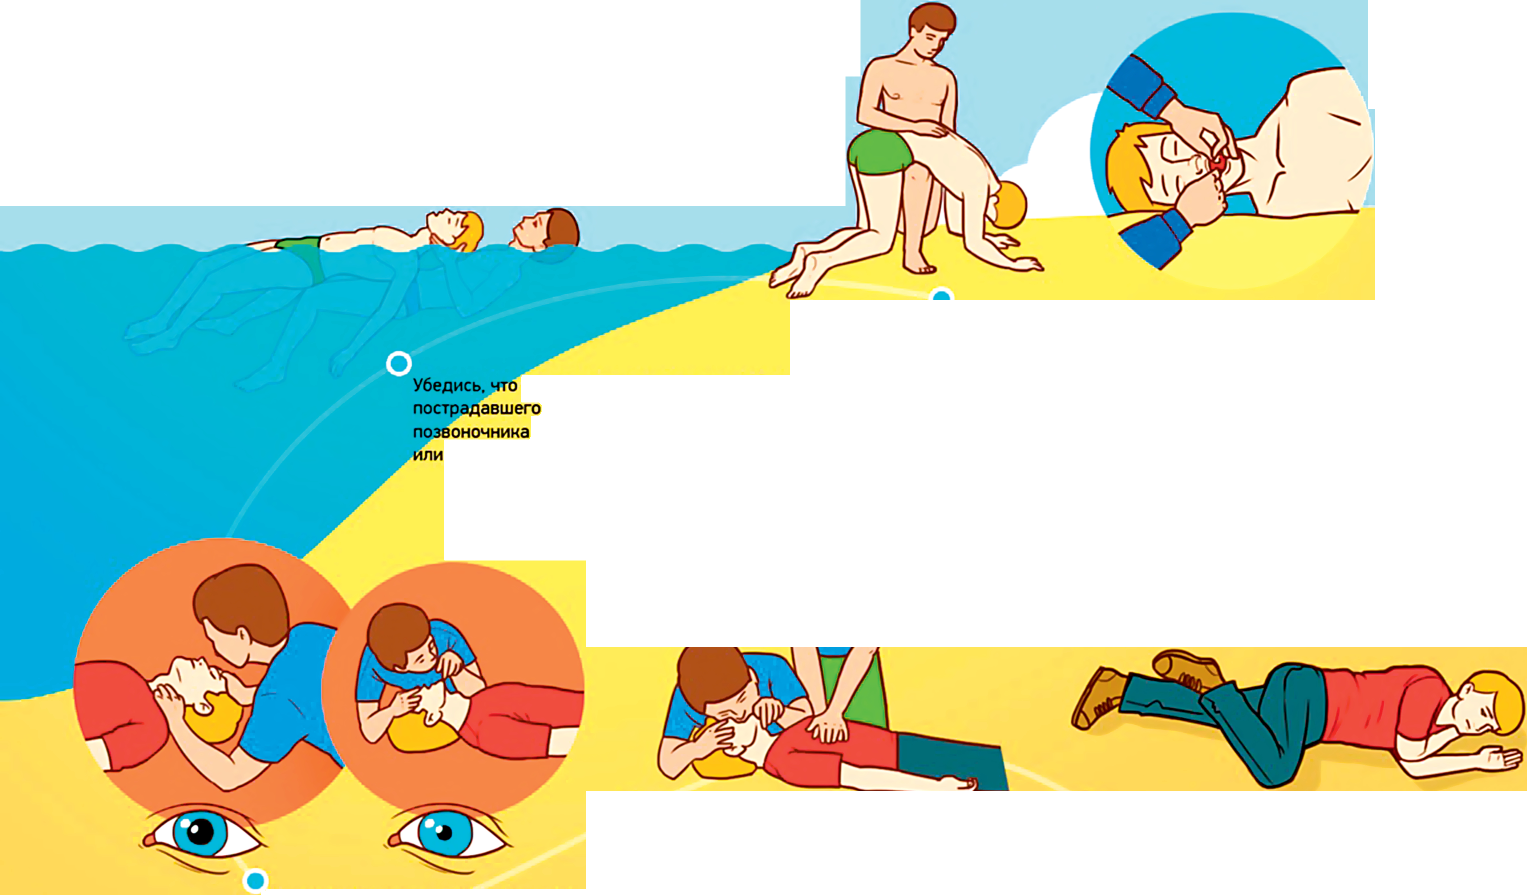 Убедись, что
пострадавшего
позвоночника
или